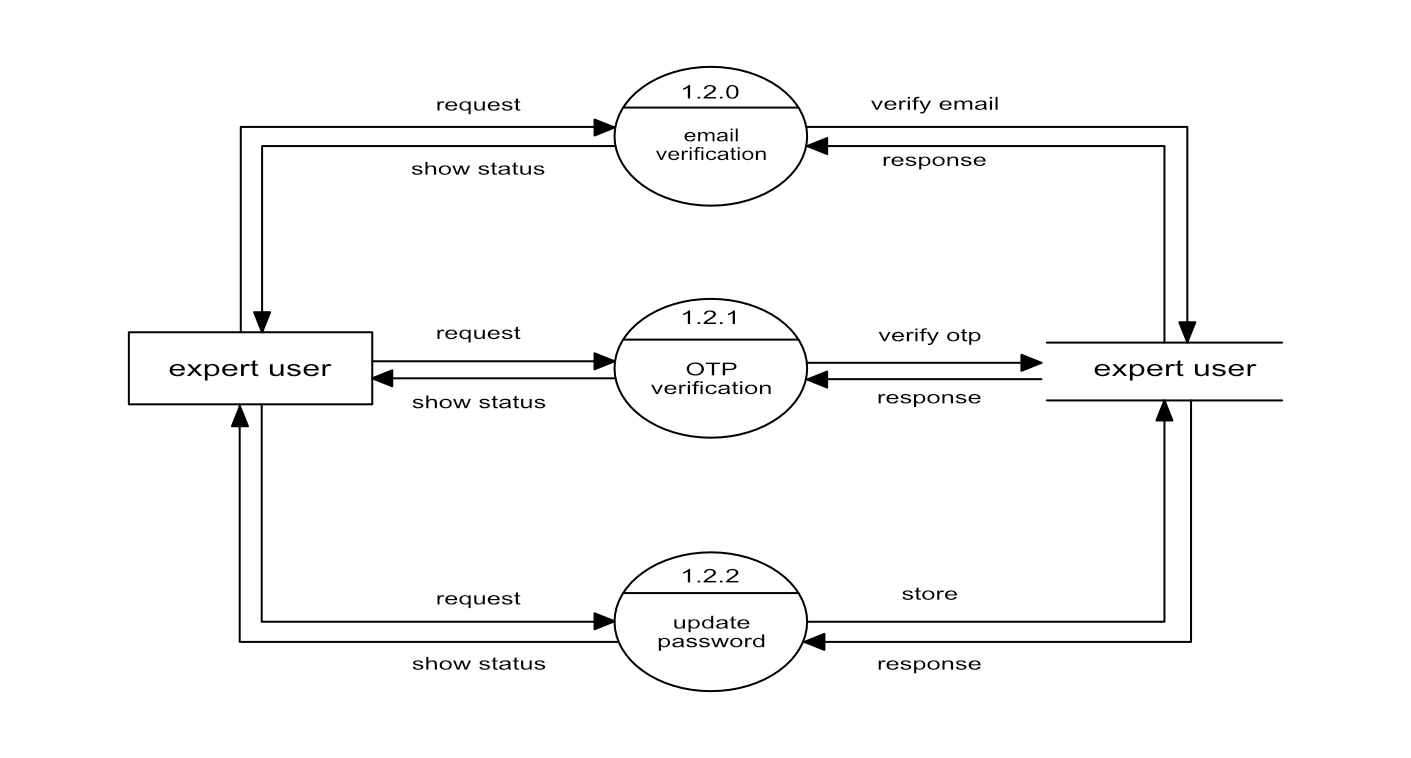 1.2.0
request
verify email
email
verification
show status
response
1.2.1
request
verify otp
expert user
OTP
verification
expert user
show status
response
1.2.2
request
store
update
password
show status
response